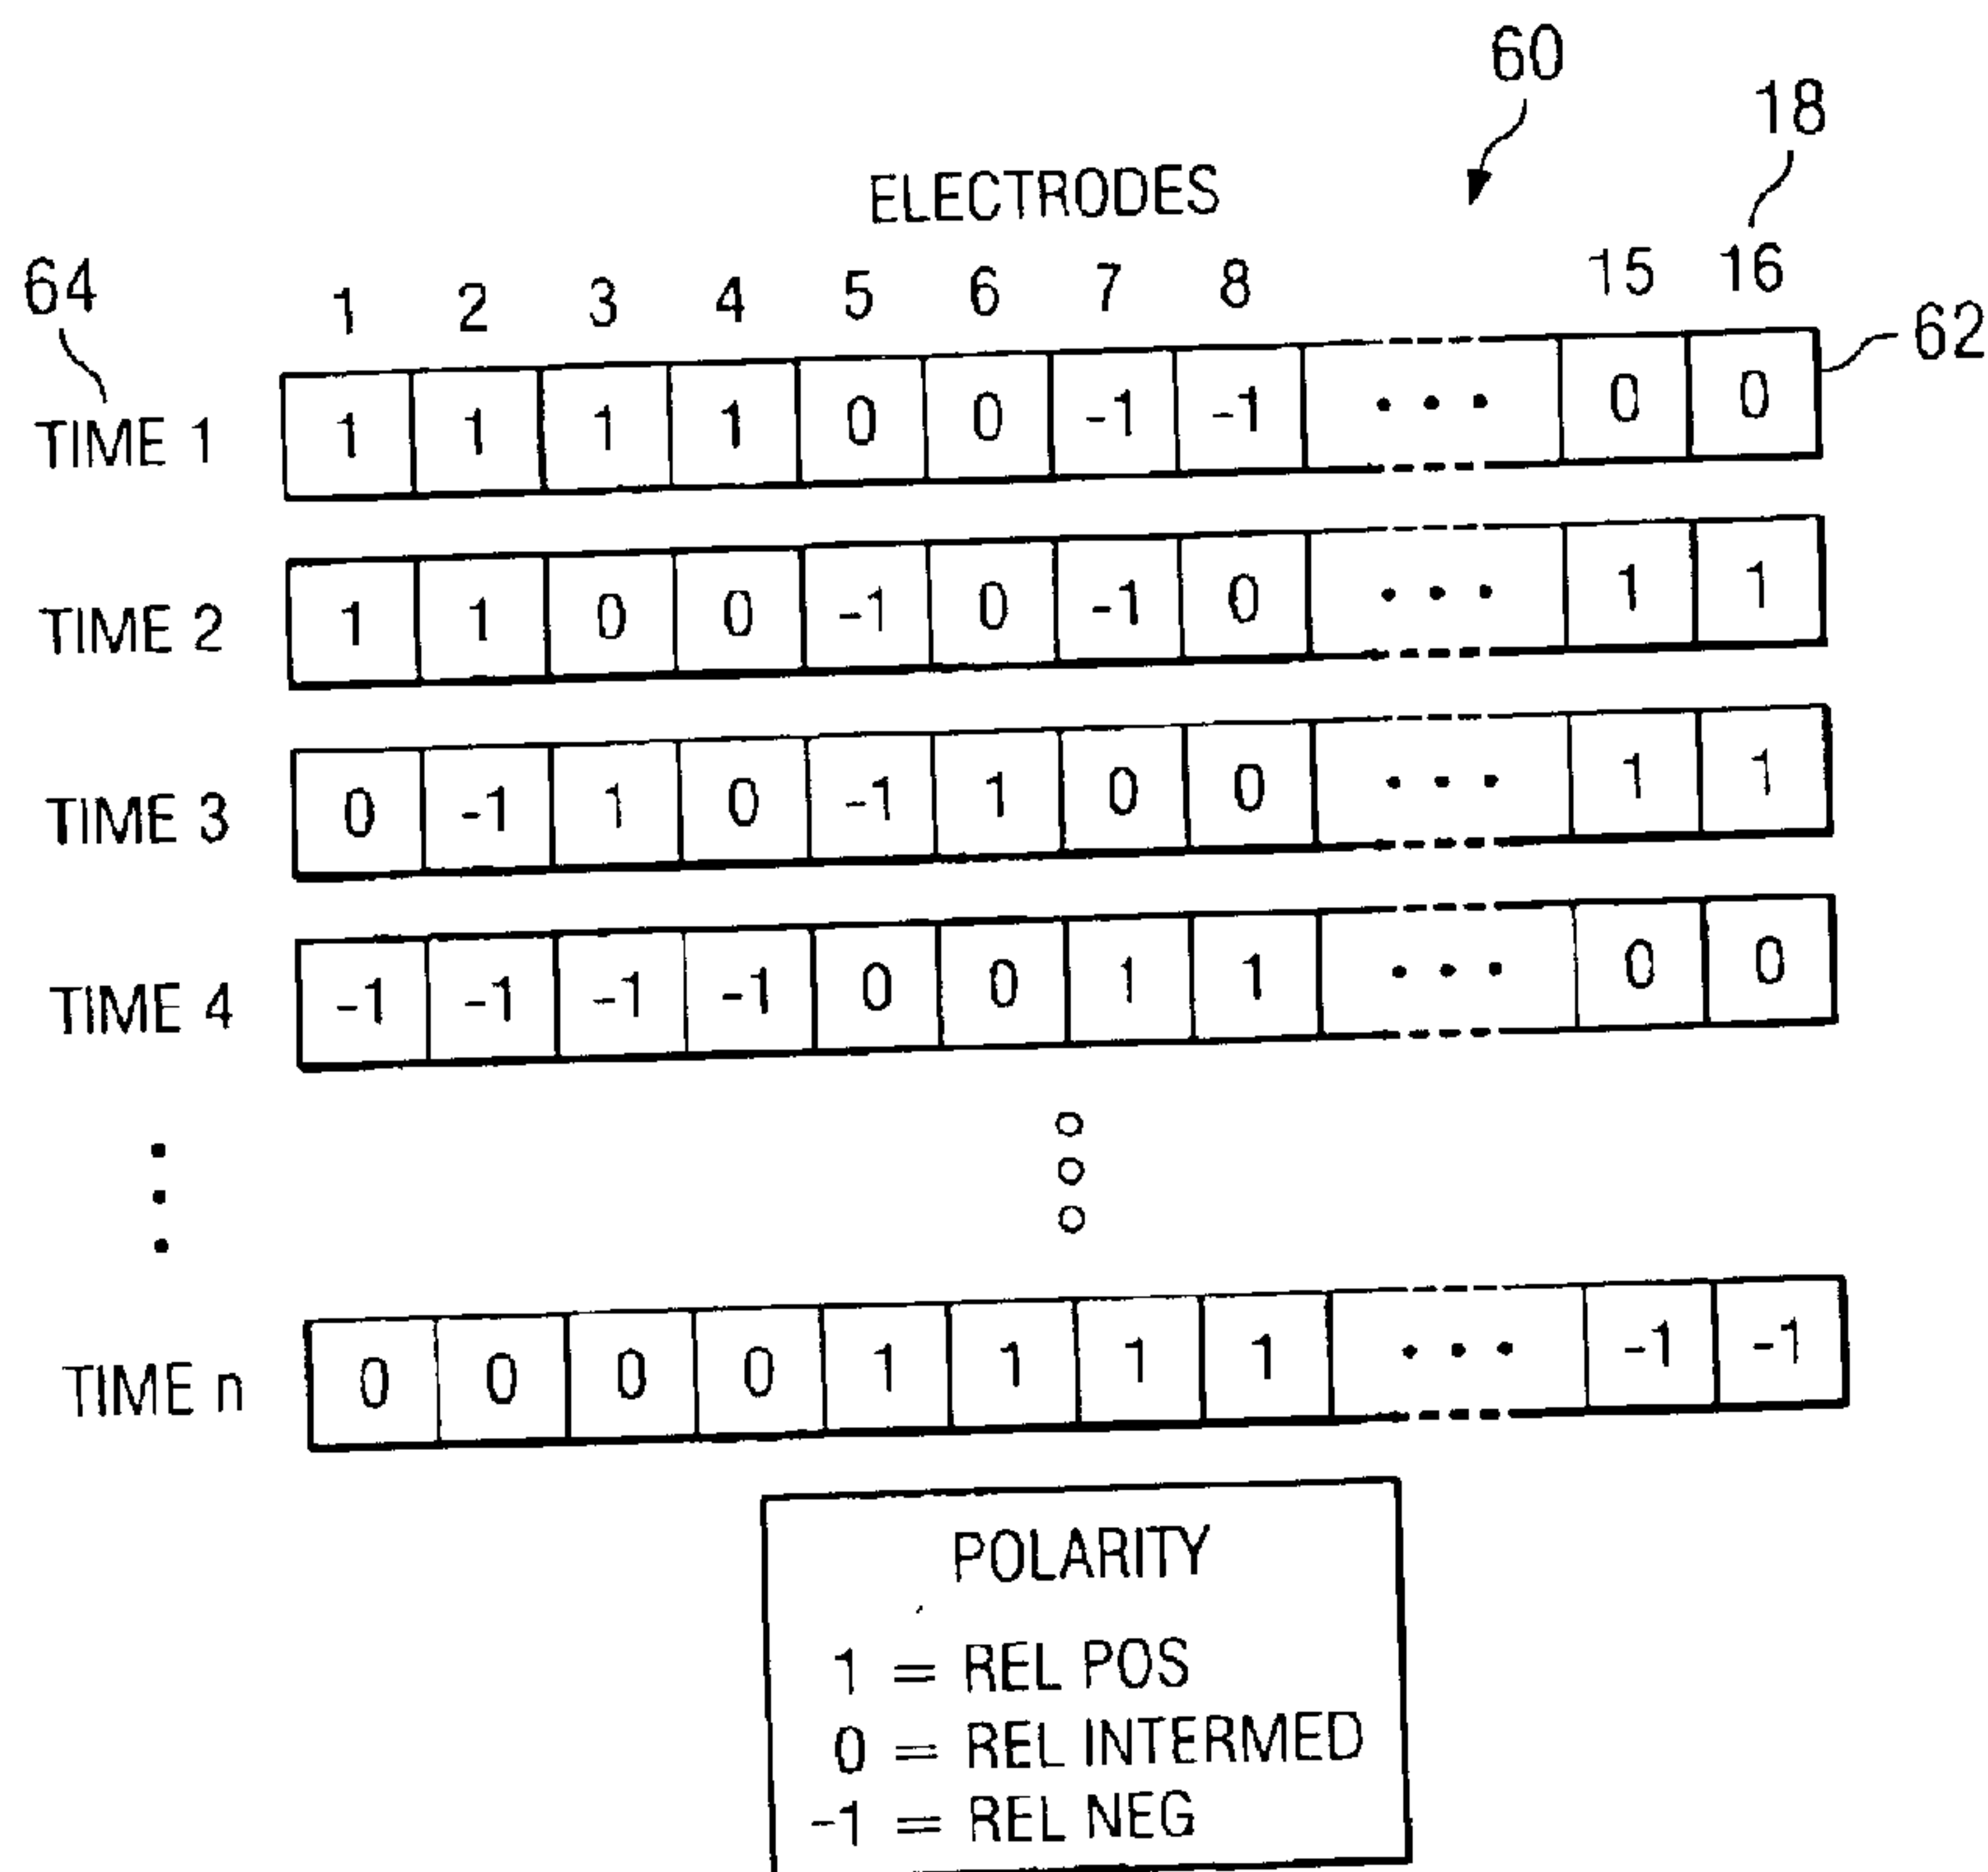 60
18
ELECTRODES
64 1 2 3 4 5 6 7 8 15 16
62
TIME 1 1 1 1 1 0 0 -1 -1 • • • 0 0
TIME 2 1 1 0 0 -1 0 -1 0 • • • 1 1
TIME 3 0 -1 1 0 -1 1 0 0 • • • 1 1
TIME 4 -1 -1 -1 -1 0 0 1 1 • • • 0 0
TIME n 0 0 0 0 1 1 1 1 • • • -1 -1
POLARITY
1 = REL POS
0 = REL INTERMED
-1 = REL NEG